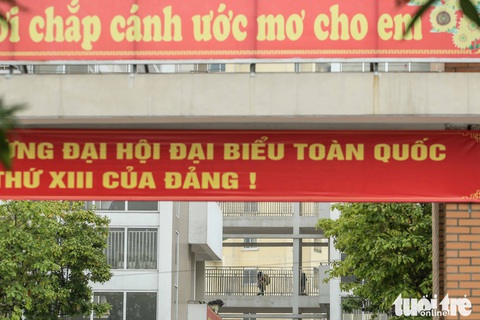 chắp cánh ước mơ cho em
ỪNG ĐẠI HỘI ĐẠI BIỂU TOÀN QUỐC
THỨ XIII CỦA ĐẢNG !
tuổi trẻ
online